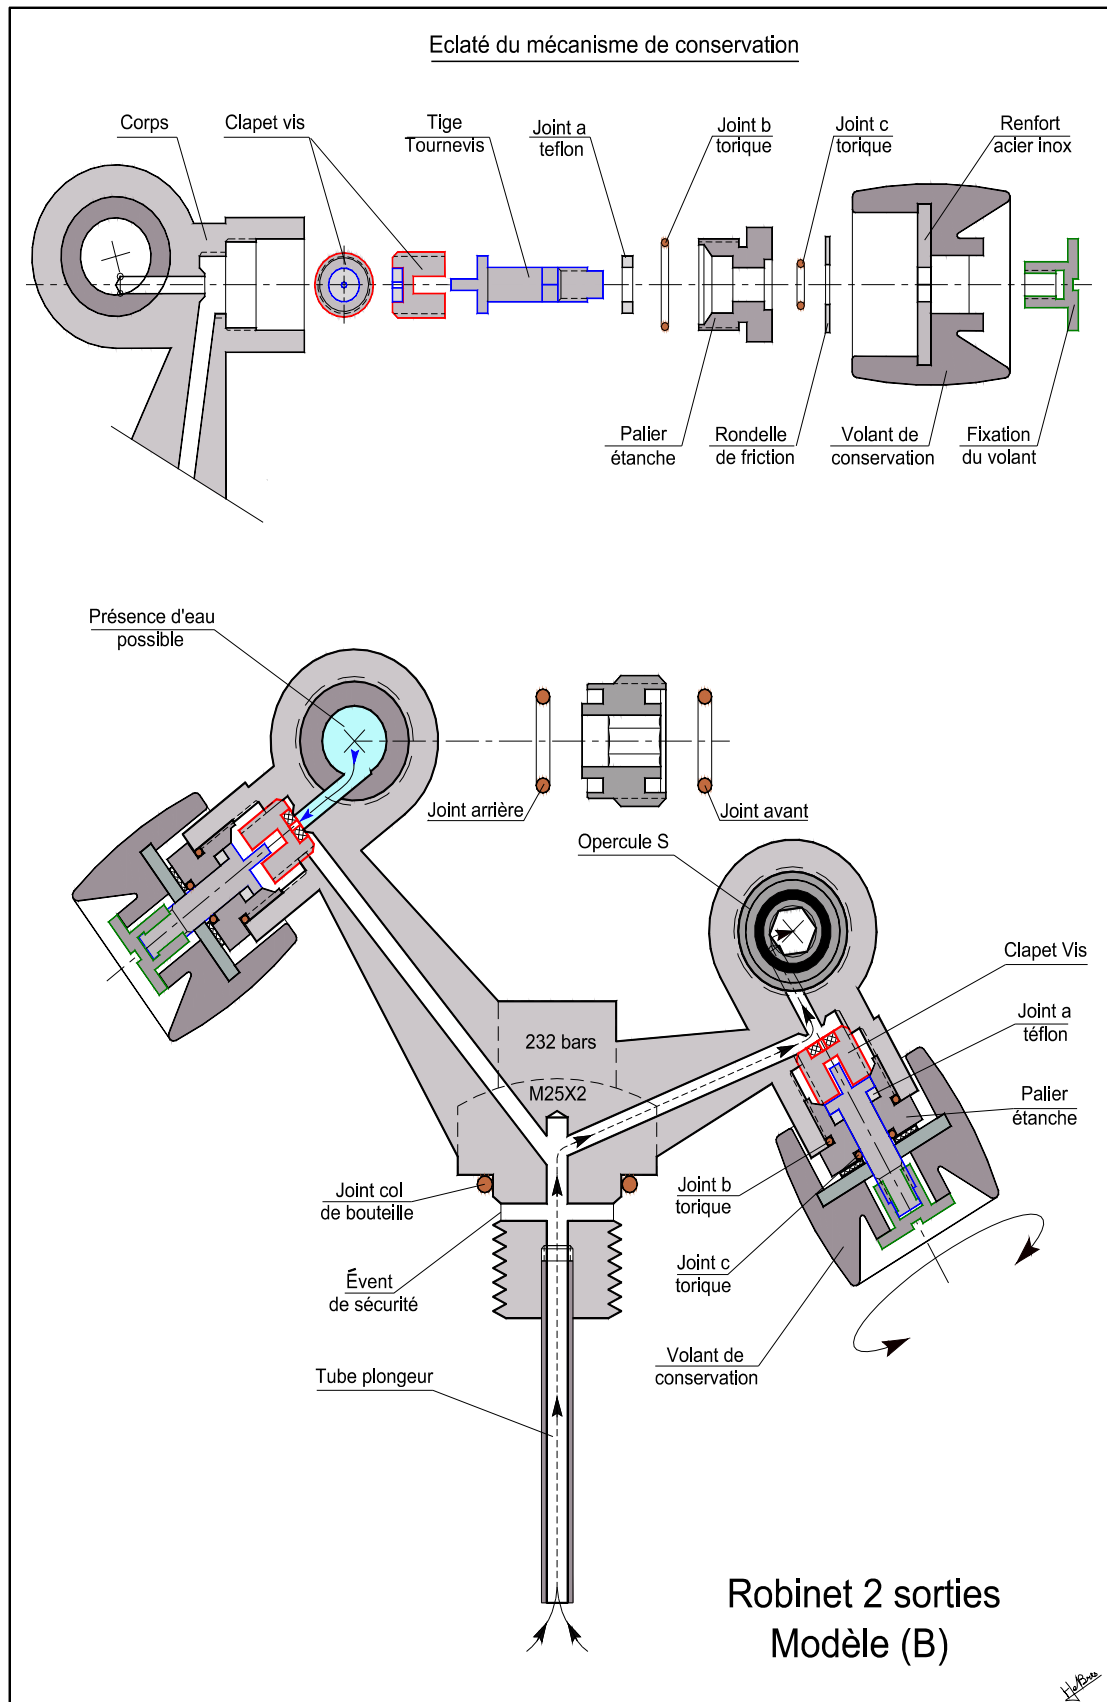 Eclaté du mécanisme de conservation
Corps
Clapet vis
Tige
Tournevis
Joint a
teflon
Joint b
torique
Joint c
torique
Renfort
acier inox
Palier
étanche
Rondelle
de friction
Volant de
conservation
Fixation
du volant
Présence d'eau
possible
Joint arrière
Joint avant
Opercule S
Clapet Vis
Joint a
téflon
Palier
étanche
232 bars
M25X2
Joint col
de bouteille
Évent
de sécurité
Joint b
torique
Joint c
torique
Volant de
conservation
Tube plongeur
Robinet 2 sorties
Modèle (B)